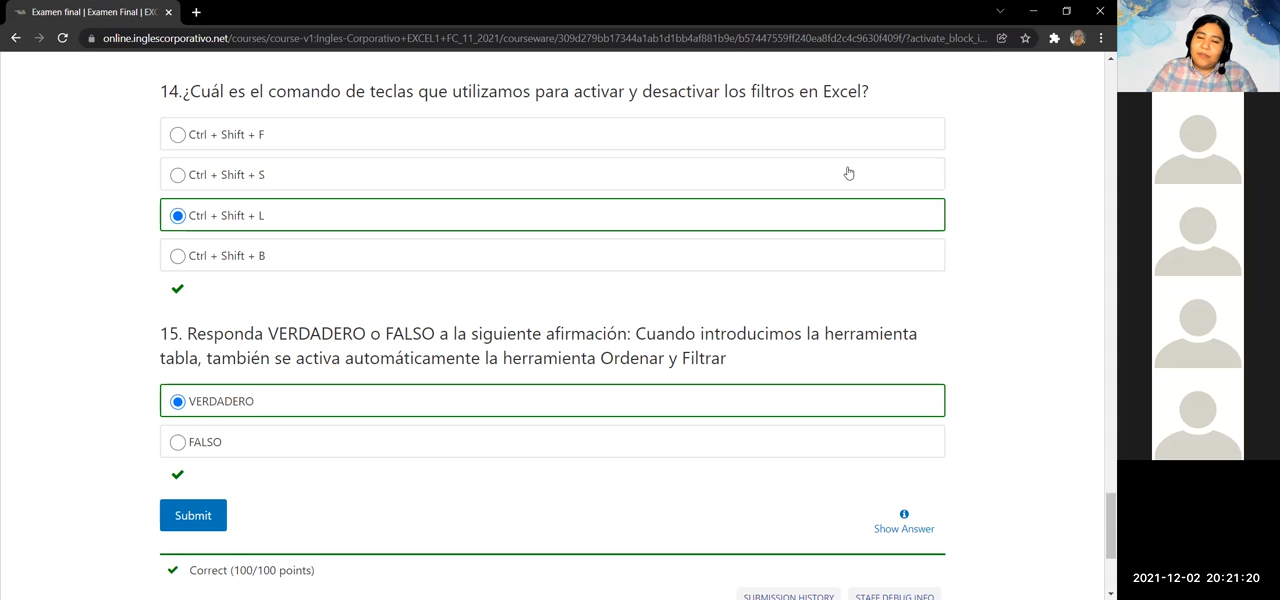 Examen final | Examen Final | EXC
online.inglescorporativo.net/courses/course-v1:Ingles-Corporativo+EXCEL1+FC_11_2021/courseware/309d279bb17344a1ab1d1bb4af881b9e/b57447559ff240ea8fd2c4c9630f409f/?activate_block_i...
14.¿Cuál es el comando de teclas que utilizamos para activar y desactivar los filtros en Excel?
Ctrl + Shift + F
Ctrl + Shift + S
Ctrl + Shift + L
Ctrl + Shift + B
15. Responda VERDADERO o FALSO a la siguiente afirmación: Cuando introducimos la herramienta
tabla, también se activa automáticamente la herramienta Ordenar y Filtrar
VERDADERO
FALSO
Submit
Show Answer
Correct (100/100 points)
SUBMISSION HISTORY
STAFF DEBUG INFO
2021-12-02 20:21:20